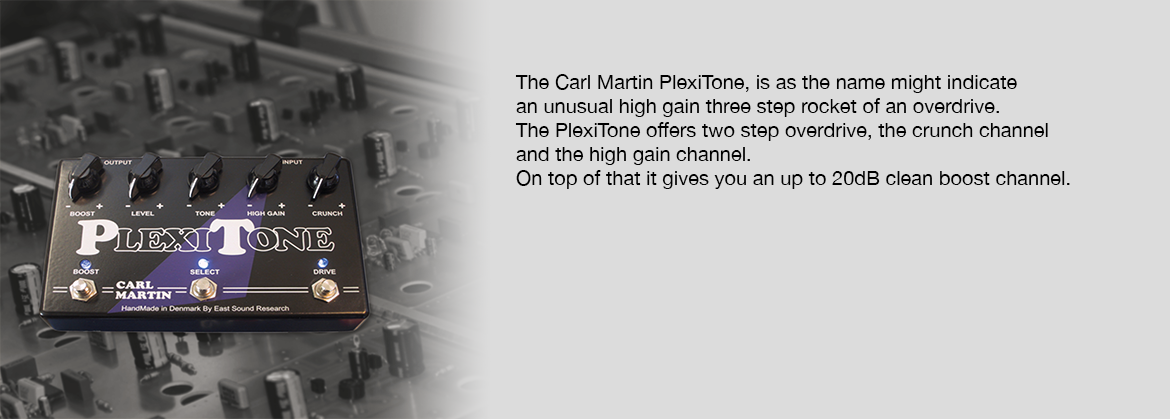 The Carl Martin PlexiTone, is as the name might indicate
an unusual high gain three step rocket of an overdrive.
The PlexiTone offers two step overdrive, the crunch channel
and the high gain channel.
On top of that it gives you an up to 20dB clean boost channel.
OUTPUT INPUT
- + - + - + - + - +
BOOST LEVEL TONE HIGH GAIN CRUNCH
PLEXITONE
BOOST SELECT DRIVE
CARL
MARTIN
HandMade in Denmark By East Sound Research